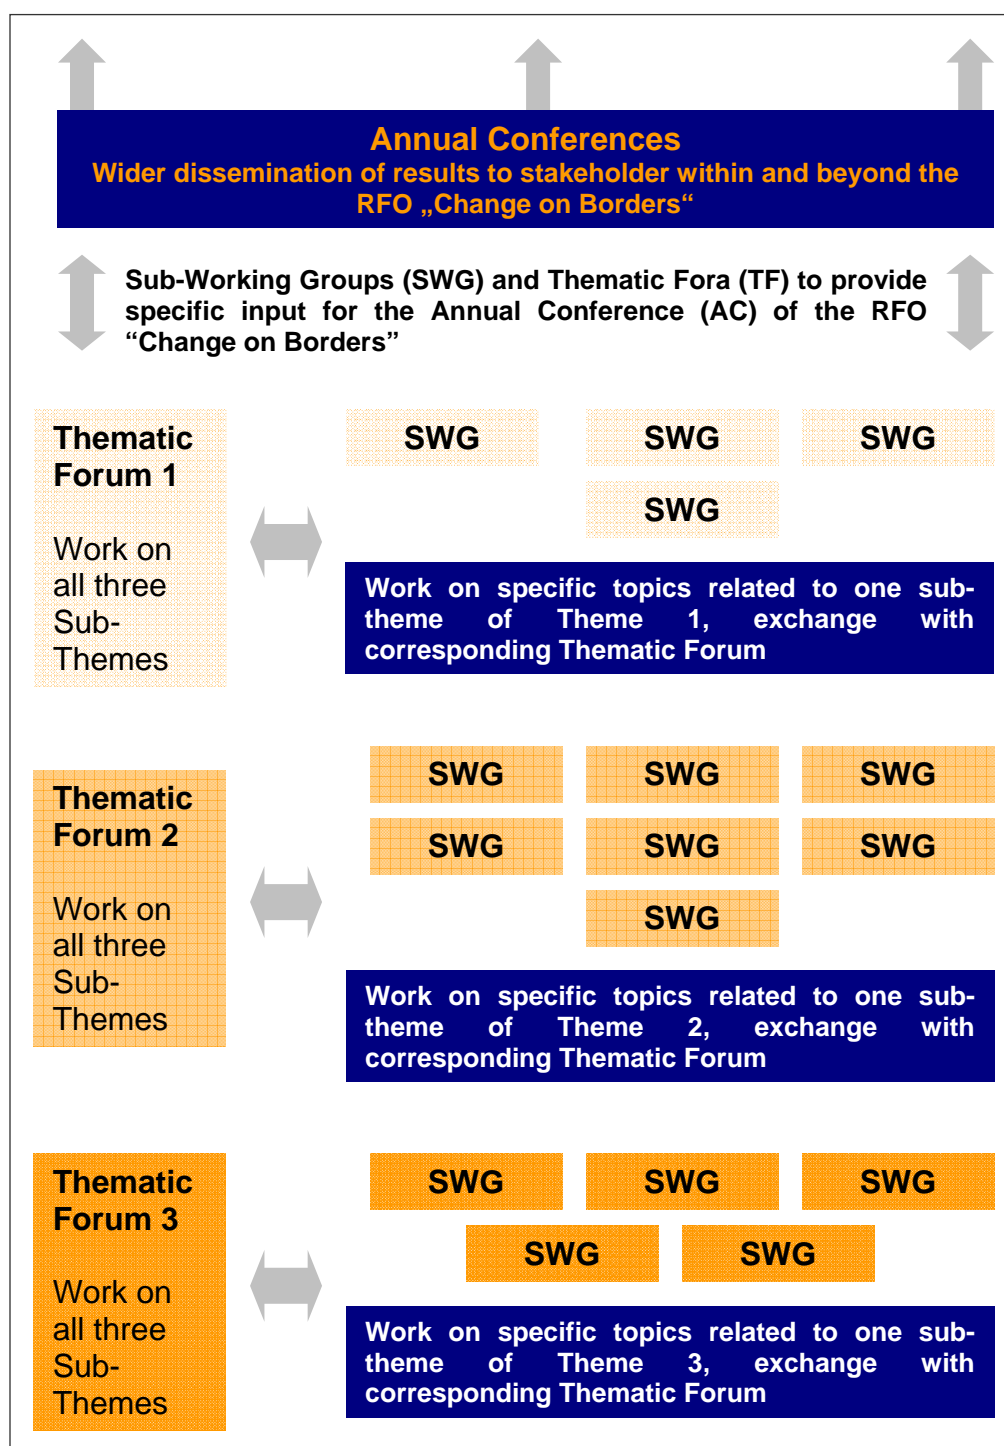 Annual Conferences
Wider dissemination of results to stakeholder within and beyond the
RFO „Change on Borders“
Sub-Working Groups (SWG) and Thematic Fora (TF) to provide
specific input for the Annual Conference (AC) of the RFO
“Change on Borders”
Thematic
Forum 1
Work on
all three
Sub-
Themes
SWG
SWG
SWG
SWG
Work on specific topics related to one sub-
theme of Theme 1, exchange with
corresponding Thematic Forum
Thematic
Forum 2
Work on
all three
Sub-
Themes
SWG
SWG
SWG
SWG
SWG
SWG
SWG
Work on specific topics related to one sub-
theme of Theme 2, exchange with
corresponding Thematic Forum
Thematic
Forum 3
Work on
all three
Sub-
Themes
SWG
SWG
SWG
SWG
SWG
Work on specific topics related to one sub-
theme of Theme 3, exchange with
corresponding Thematic Forum